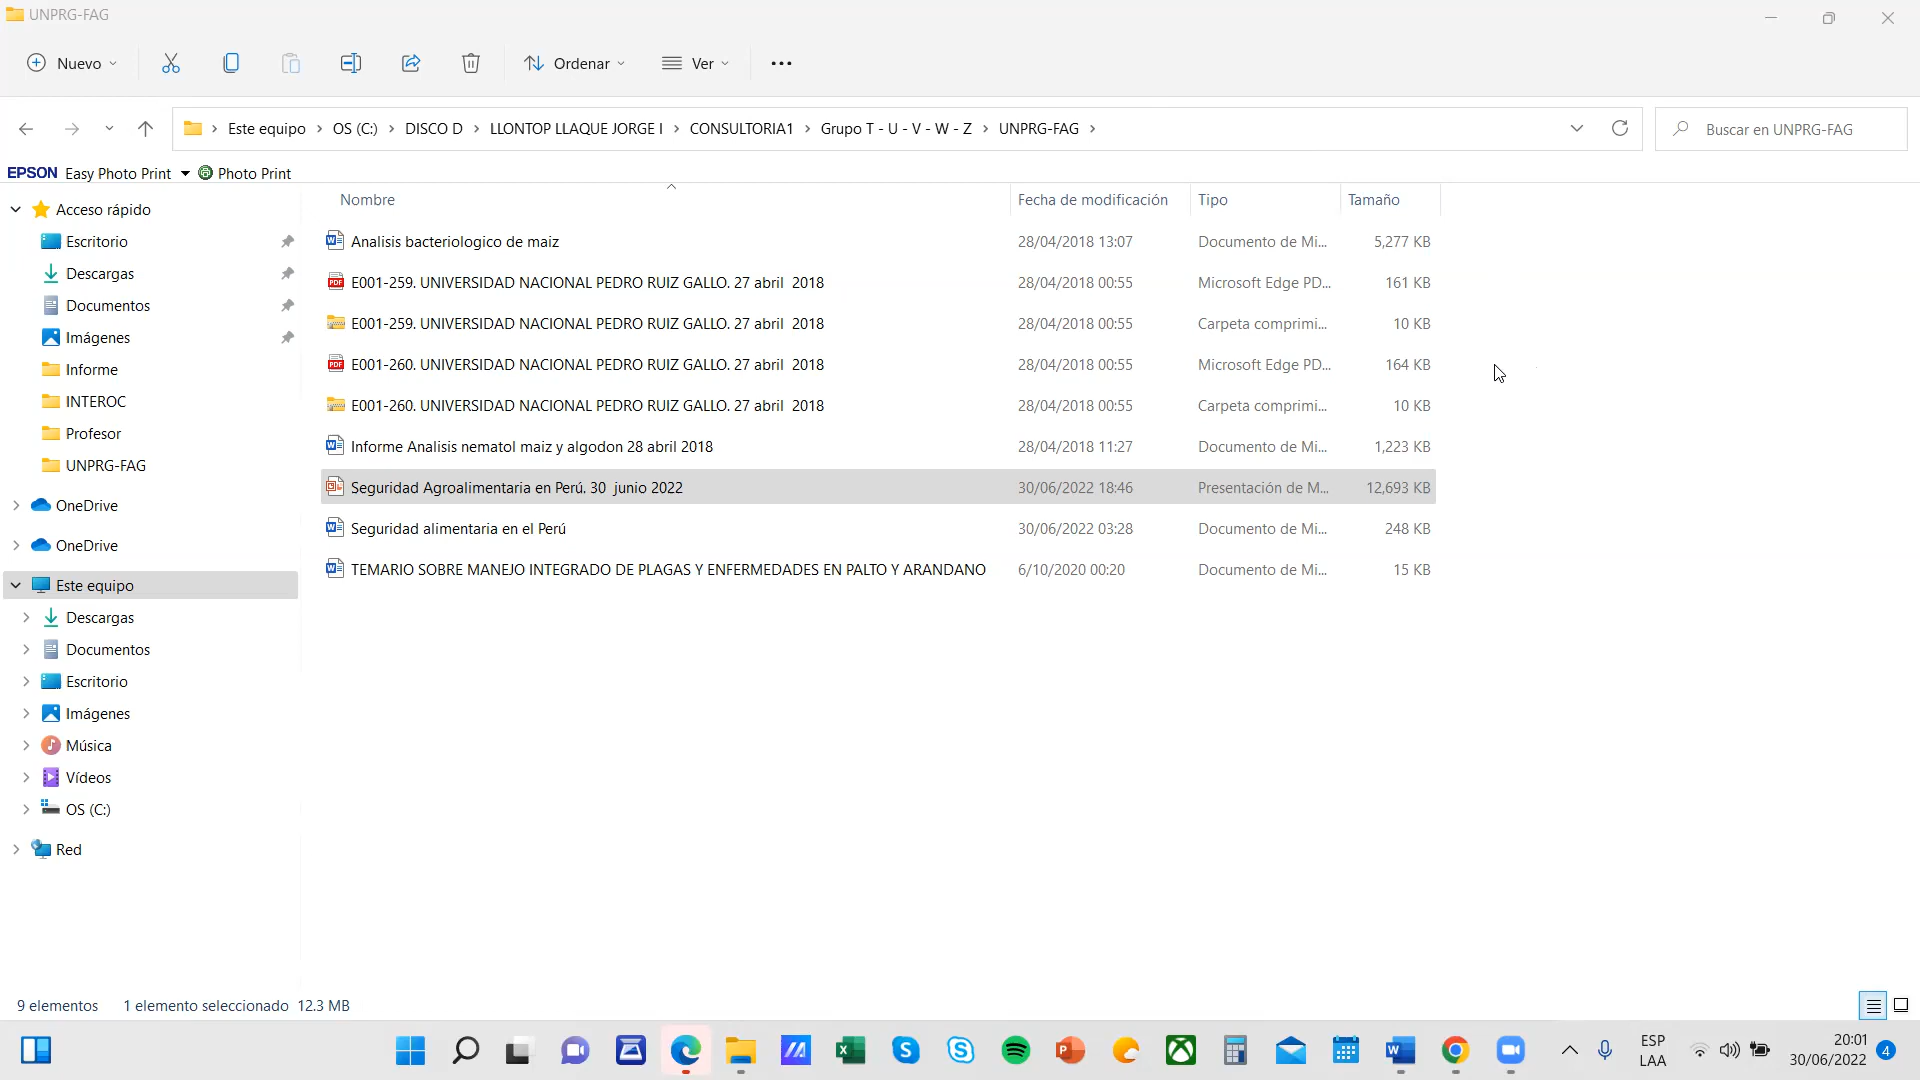 UNPRG-FAG
Nuevo
Ordenar
Ver
Este equipo > OS (C:) > DISCO D > LLONTOP LLAQUE JORGE I > CONSULTORIA1 > Grupo T - U - V - W - Z > UNPRG-FAG >
Buscar en UNPRG-FAG
EPSON Easy Photo Print Photo Print
Nombre Fecha de modificación Tipo Tamaño
Analisis bacteriologico de maiz 28/04/2018 13:07 Documento de Mi... 5,277 KB
E001-259. UNIVERSIDAD NACIONAL PEDRO RUIZ GALLO. 27 abril 2018 28/04/2018 00:55 Microsoft Edge PD... 161 KB
E001-259. UNIVERSIDAD NACIONAL PEDRO RUIZ GALLO. 27 abril 2018 28/04/2018 00:55 Carpeta comprimi... 10 KB
E001-260. UNIVERSIDAD NACIONAL PEDRO RUIZ GALLO. 27 abril 2018 28/04/2018 00:55 Microsoft Edge PD... 164 KB
E001-260. UNIVERSIDAD NACIONAL PEDRO RUIZ GALLO. 27 abril 2018 28/04/2018 00:55 Carpeta comprimi... 10 KB
Informe Analisis nematol maiz y algodon 28 abril 2018 28/04/2018 11:27 Documento de Mi... 1,223 KB
Seguridad Agroalimentaria en Perú. 30 junio 2022 30/06/2022 18:46 Presentación de M... 12,693 KB
Seguridad alimentaria en el Perú 30/06/2022 03:28 Documento de Mi... 248 KB
TEMARIO SOBRE MANEJO INTEGRADO DE PLAGAS Y ENFERMEDADES EN PALTO Y ARANDANO 6/10/2020 00:20 Documento de Mi... 15 KB
Acceso rápido
Escritorio
Descargas
Documentos
Imágenes
Informe
INTEROC
Profesor
UNPRG-FAG
OneDrive
OneDrive
Este equipo
Descargas
Documentos
Escritorio
Imágenes
Música
Vídeos
OS (C:)
Red
9 elementos 1 elemento seleccionado 12.3 MB
ESP
LAA
20:01
30/06/2022
4